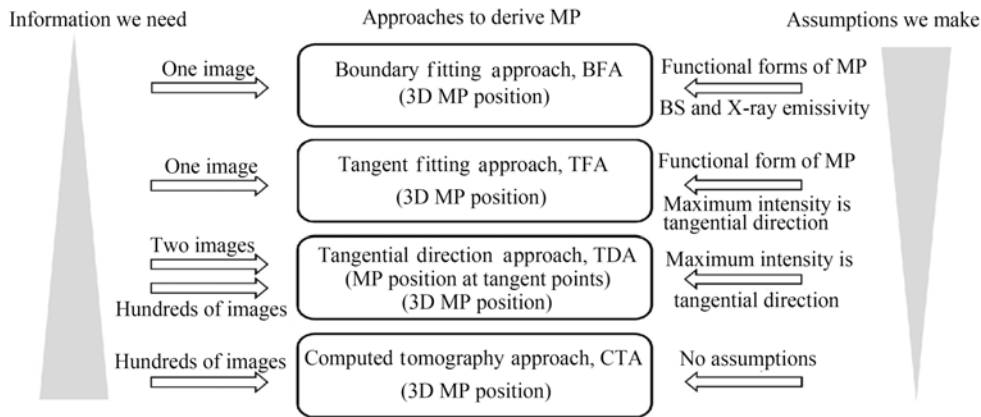 Information we need
Approaches to derive MP
Assumptions we make
One image
Boundary fitting approach, BFA
(3D MP position)
Functional forms of MP
BS and X-ray emissivity
One image
Tangent fitting approach, TFA
(3D MP position)
Functional form of MP
Maximum intensity is
tangential direction
Two images
Hundreds of images
Tangential direction approach, TDA
(MP position at tangent points)
(3D MP position)
Maximum intensity is
tangential direction
Hundreds of images
Computed tomography approach, CTA
(3D MP position)
No assumptions